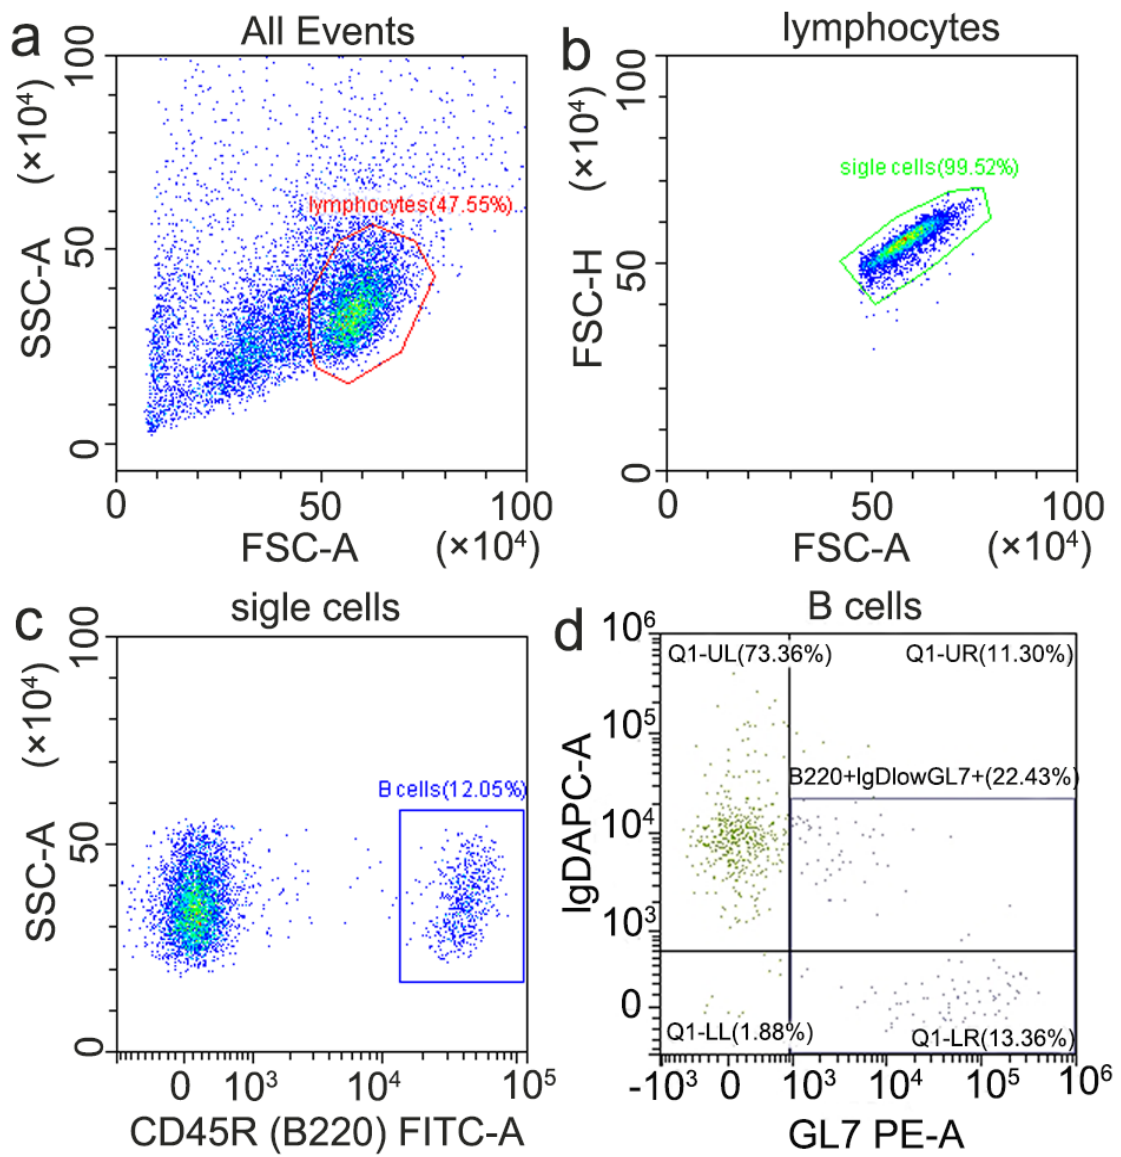 a
All Events
100
(×10⁴)
50
SSC-A
0
lymphocytes(47.55%)
0
50
100
FSC-A
(×10⁴)
b
lymphocytes
100
(×10⁴)
50
FSC-H
0
sigle cells(99.52%)
0
50
100
FSC-A
(×10⁴)
c
sigle cells
100
(×10⁴)
50
SSC-A
0
B cells(12.05%)
0
10³
10⁴
10⁵
CD45R (B220) FITC-A
d
B cells
10⁶
10⁵
10⁴
10³
0
IgDAPC-A
Q1-UL(73.36%)
Q1-UR(11.30%)
B220+IgDlowGL7+(22.43%)
Q1-LL(1.88%)
Q1-LR(13.36%)
-10³
0
10³
10⁴
10⁵
10⁶
GL7 PE-A